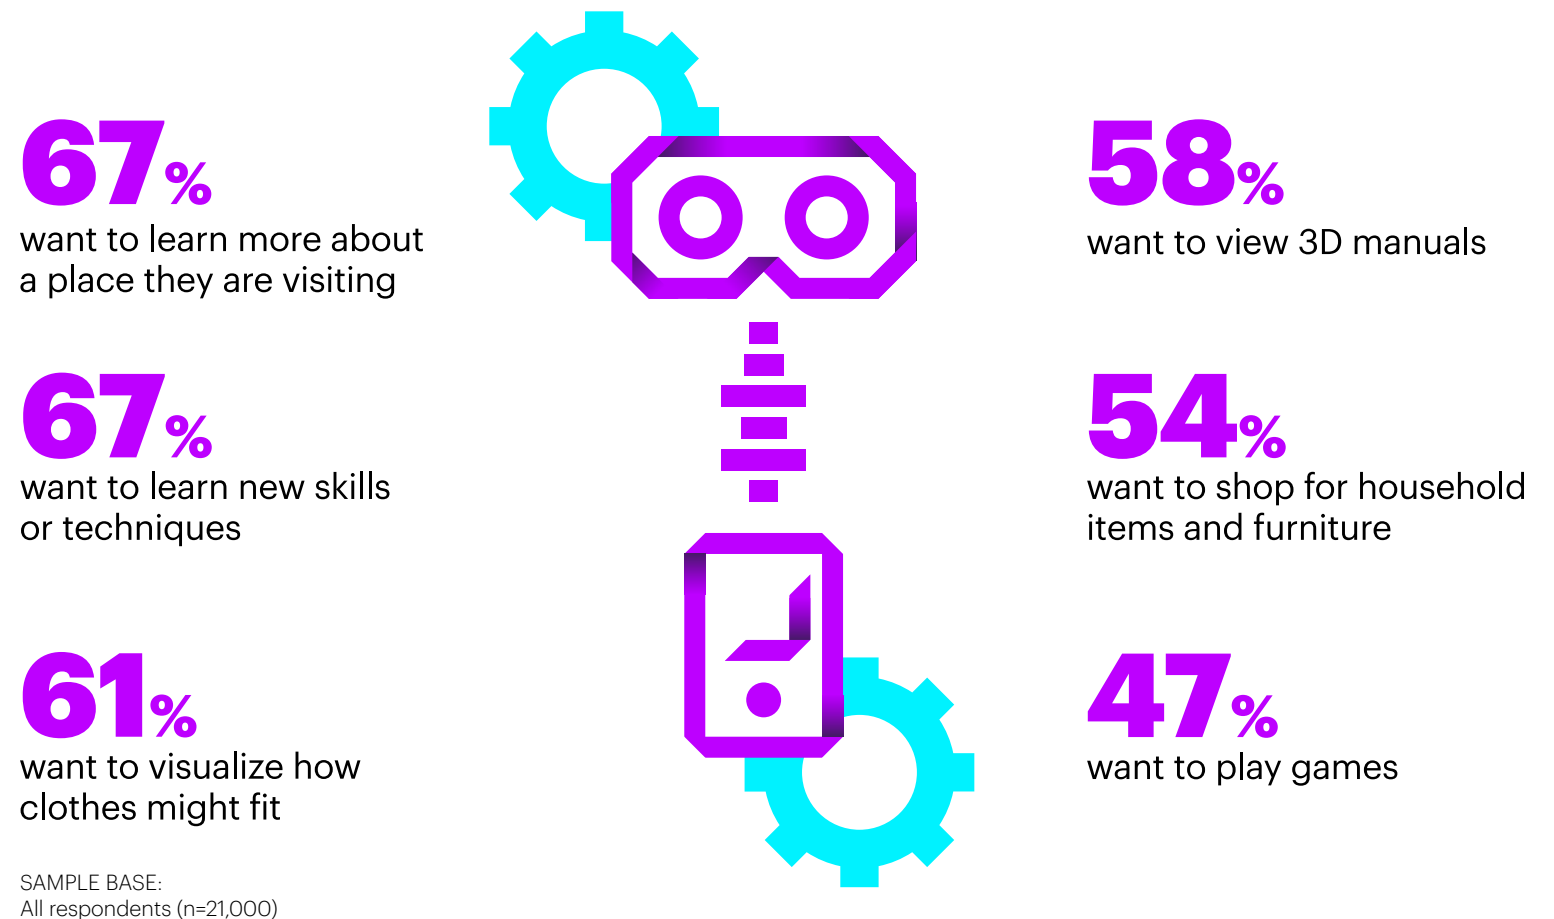 67%
want to learn more about
a place they are visiting
67%
want to learn new skills
or techniques
61%
want to visualize how
clothes might fit
58%
want to view 3D manuals
54%
want to shop for household
items and furniture
47%
want to play games
SAMPLE BASE:
All respondents (n=21,000)